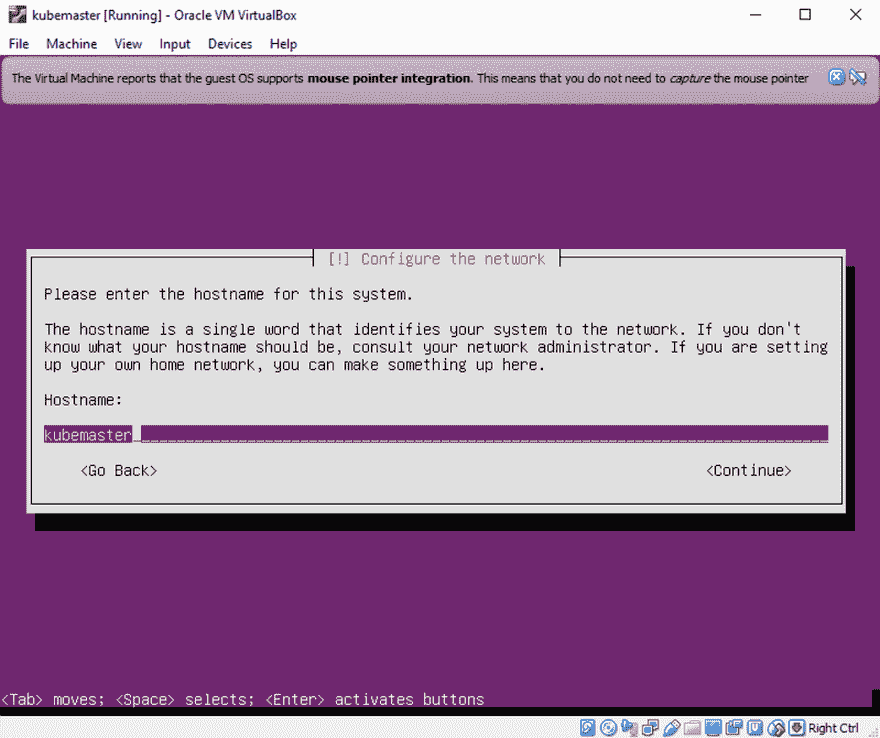 kubemaster [Running] - Oracle VM VirtualBox
File Machine View Input Devices Help
The Virtual Machine reports that the guest OS supports mouse pointer integration. This means that you do not need to capture the mouse pointer
[!] Configure the network
Please enter the hostname for this system.
The hostname is a single word that identifies your system to the network. If you don't
know what your hostname should be, consult your network administrator. If you are setting
up your own home network, you can make something up here.
Hostname:
kubemaster
<Go Back> <Continue>
<Tab> moves; <Space> selects; <Enter> activates buttons
Right Ctrl